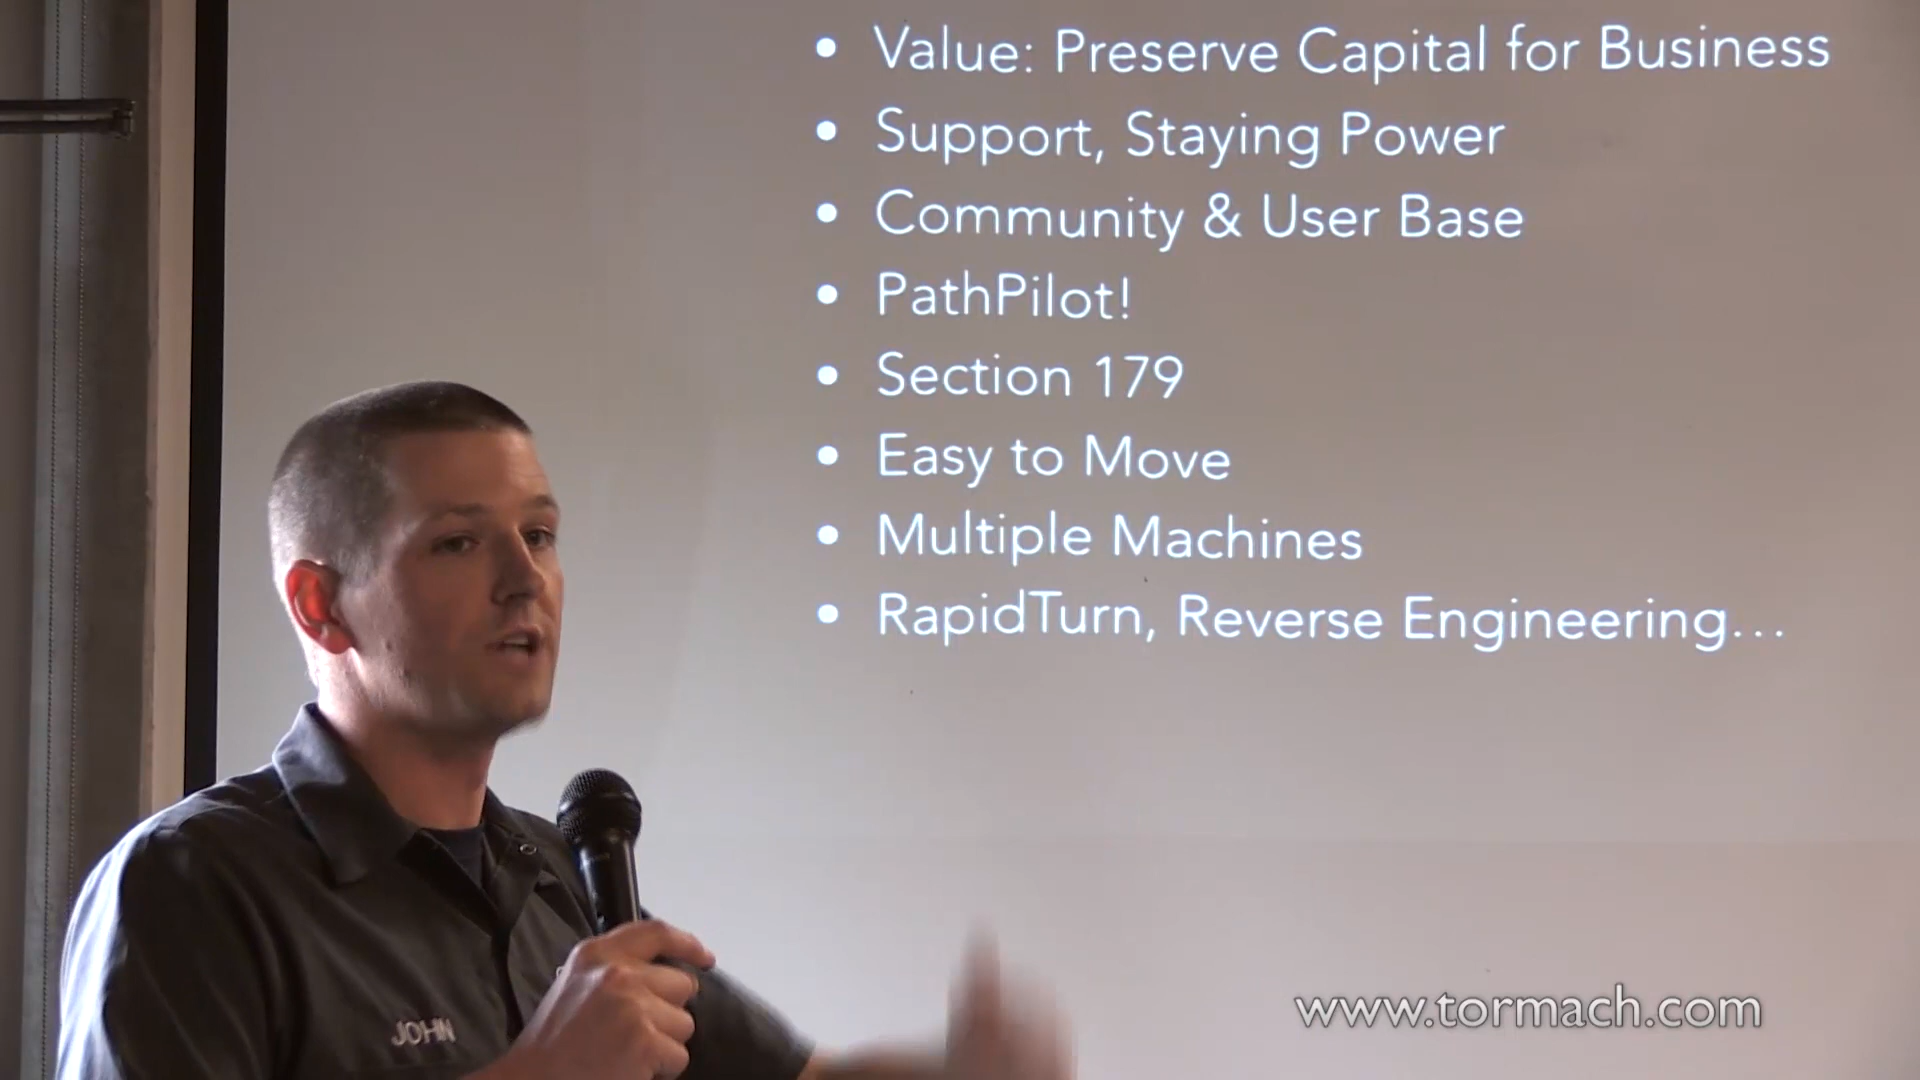 • Value: Preserve Capital for Business
• Support, Staying Power
• Community & User Base
• PathPilot!
• Section 179
• Easy to Move
• Multiple Machines
• RapidTurn, Reverse Engineering...
JOHN
www.tormach.com